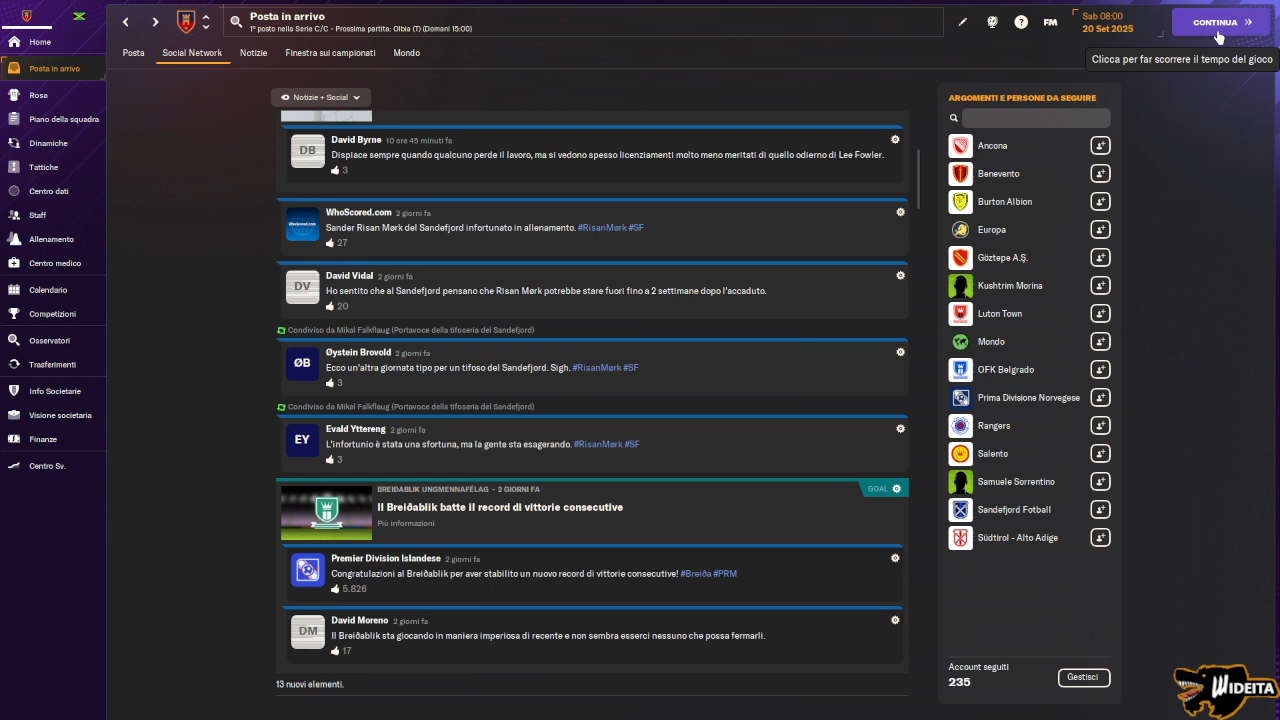 Posta in arrivo
1° posto nella Serie C/C - Prossima partita: Olbia (T) (Domani 15:00)
FM
Sab 08:00
20 Set 2025
CONTINUA
Clicca per far scorrere il tempo del gioco
Posta
Social Network
Notizie
Finestra sui campionati
Mondo
Home
Posta in arrivo
Rosa
Piano della squadra
Dinamiche
Tattiche
Centro dati
Staff
Allenamento
Centro medico
Calendario
Competizioni
Osservatori
Trasferimenti
Info Societarie
Visione societaria
Finanze
Centro Sv.
Notizie + Social
DB
David Byrne 10 ore 45 minuti fa
Dispiace sempre quando qualcuno perde il lavoro, ma si vedono spesso licenziamenti molto meno meritati di quello odierno di Lee Fowler.
3
WhoScored.com
WhoScored.com 2 giorni fa
Sander Risan Mørk del Sandefjord infortunato in allenamento. #RisanMørk #SF
27
DV
David Vidal 2 giorni fa
Ho sentito che al Sandefjord pensano che Risan Mørk potrebbe stare fuori fino a 2 settimane dopo l'accaduto.
20
Condiviso da Mikal Falkflaug (Portavoce della tifoseria del Sandefjord)
ØB
Øystein Brovold 2 giorni fa
Ecco un'altra giornata tipo per un tifoso del Sandefjord. Sigh. #RisanMørk #SF
3
Condiviso da Mikal Falkflaug (Portavoce della tifoseria del Sandefjord)
EY
Evald Yttereng 2 giorni fa
L'infortunio è stata una sfortuna, ma la gente sta esagerando. #RisanMørk #SF
3
BREIÐABLIK UNGMENNAFÉLAG - 2 GIORNI FA
GOAL
Il Breiðablik batte il record di vittorie consecutive
Più informazioni
Premier Division Islandese 2 giorni fa
Congratulazioni al Breiðablik per aver stabilito un nuovo record di vittorie consecutive! #Breiða #PRM
5.826
DM
David Moreno 2 giorni fa
Il Breiðablik sta giocando in maniera imperiosa di recente e non sembra esserci nessuno che possa fermarli.
17
13 nuovi elementi.
ARGOMENTI E PERSONE DA SEGUIRE
Ancona
Benevento
Burton Albion
Europa
Göztepe A.Ş.
Kushtrim Morina
Luton Town
Mondo
OFK Belgrado
Prima Divisione Norvegese
Rangers
Salento
Samuele Sorrentino
Sandefjord Fotball
Südtirol - Alto Adige
Account seguiti
235
Gestisci
WIDEITA